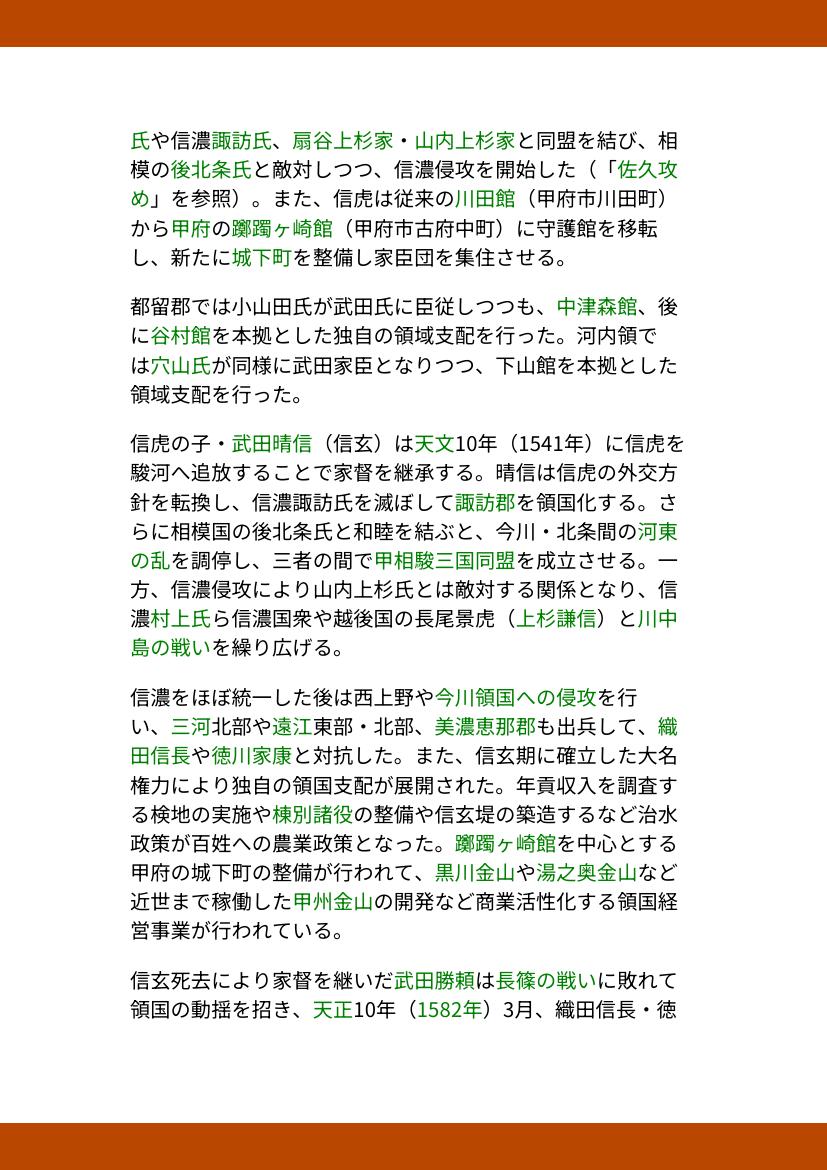 氏や信濃諏訪氏、扇谷上杉家・山内上杉家と同盟を結び、相
模の後北条氏と敵対しつつ、信濃侵攻を開始した（「佐久攻
め」を参照）。また、信虎は従来の川田館（甲府市川田町）
から甲府の躑躅ヶ崎館（甲府市古府中町）に守護館を移転
し、新たに城下町を整備し家臣団を集住させる。
都留郡では小山田氏が武田氏に臣従しつつも、中津森館、後
に谷村館を本拠とした独自の領域支配を行った。河内領で
は穴山氏が同様に武田家臣となりつつ、下山館を本拠とした
領域支配を行った。
信虎の子・武田晴信（信玄）は天文10年（1541年）に信虎を
駿河へ追放することで家督を継承する。晴信は信虎の外交方
針を転換し、信濃諏訪氏を滅ぼして諏訪郡を領国化する。さ
らに相模国の後北条氏と和睦を結ぶと、今川・北条間の河東
の乱を調停し、三者の間で甲相駿三国同盟を成立させる。一
方、信濃侵攻により山内上杉氏とは敵対する関係となり、信
濃村上氏ら信濃国衆や越後国の長尾景虎（上杉謙信）と川中
島の戦いを繰り広げる。
信濃をほぼ統一した後は西上野や今川領国への侵攻を行
い、三河北部や遠江東部・北部、美濃恵那郡も出兵して、織
田信長や徳川家康と対抗した。また、信玄期に確立した大名
権力により独自の領国支配が展開された。年貢収入を調査す
る検地の実施や棟別諸役の整備や信玄堤の築造するなど治水
政策が百姓への農業政策となった。躑躅ヶ崎館を中心とする
甲府の城下町の整備が行われて、黒川金山や湯之奥金山など
近世まで稼働した甲州金山の開発など商業活性化する領国経
営事業が行われている。
信玄死去により家督を継いだ武田勝頼は長篠の戦いに敗れて
領国の動揺を招き、天正10年（1582年）3月、織田信長・徳